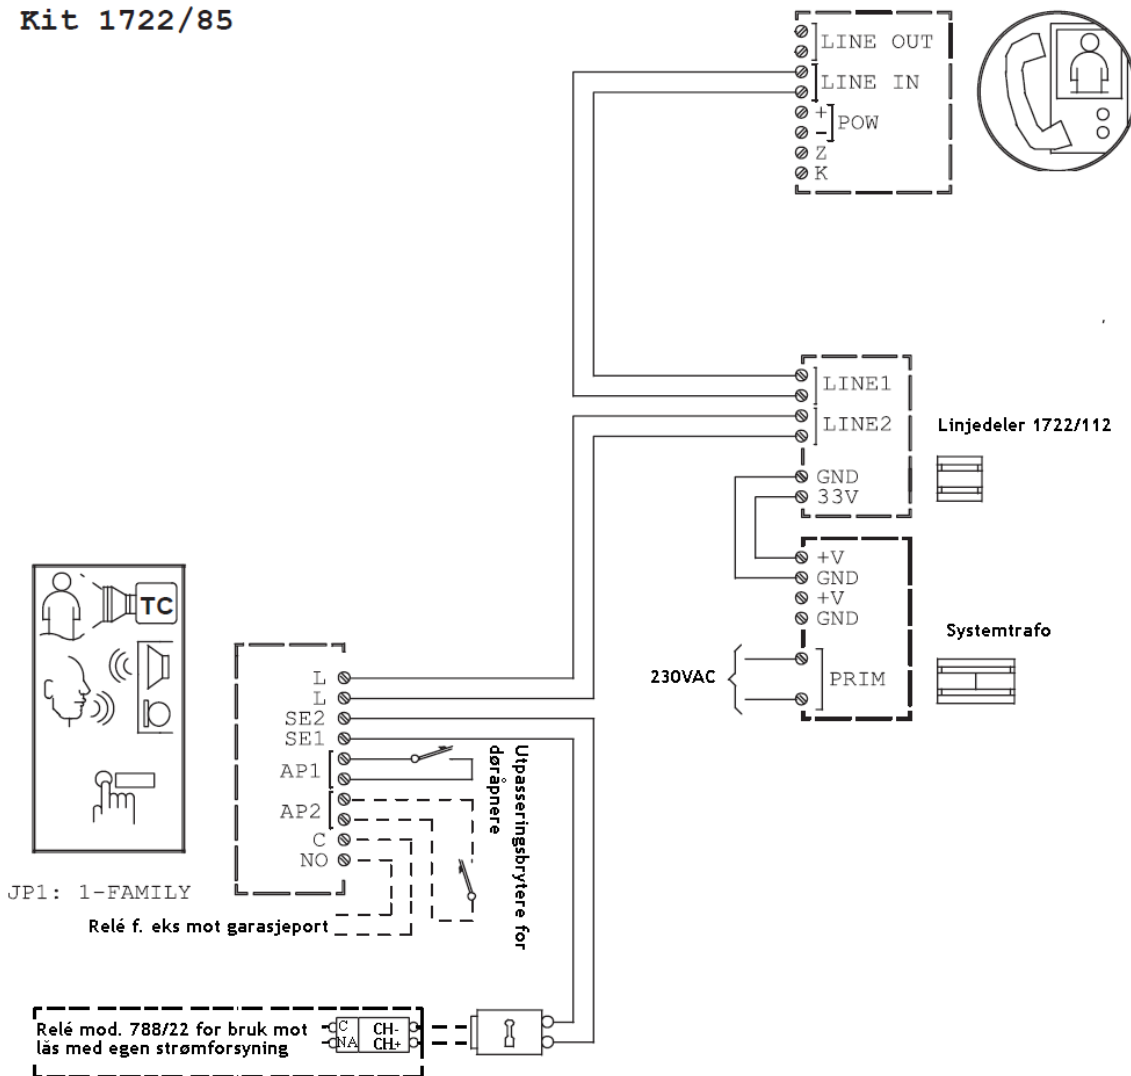 Kit 1722/85
LINE OUT
LINE IN
+
-
POW
Z
K
LINE1
LINE2
GND
33V
Linjedeler 1722/112
+V
GND
+V
GND
PRIM
230VAC
Systemtrafo
TC
L
L
SE2
SE1
AP1
AP2
C
NO
Utpasseringsbrytere for
døråpnere
JP1: 1-FAMILY
Relé f. eks mot garasjeport
Relé mod. 788/22 for bruk mot
lås med egen strømforsyning
C
NA
CH-
CH+